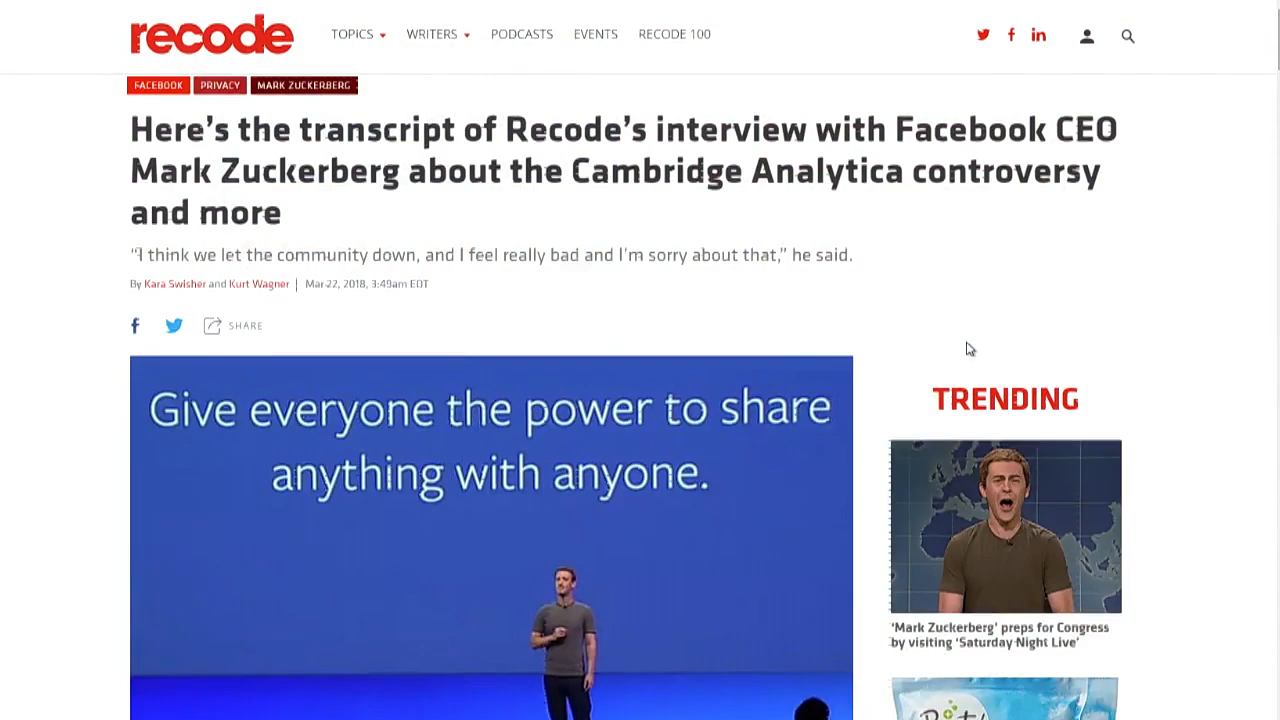 recode
TOPICS WRITERS PODCASTS EVENTS RECODE 100
FACEBOOK PRIVACY MARK ZUCKERBERG
Here’s the transcript of Recode’s interview with Facebook CEO
Mark Zuckerberg about the Cambridge Analytica controversy
and more
“I think we let the community down, and I feel really bad and I’m sorry about that,” he said.
By Kara Swisher and Kurt Wagner | Mar 22, 2018, 3:49am EDT
SHARE
Give everyone the power to share
anything with anyone.
TRENDING
‘Mark Zuckerberg’ preps for Congress
by visiting ‘Saturday Night Live’